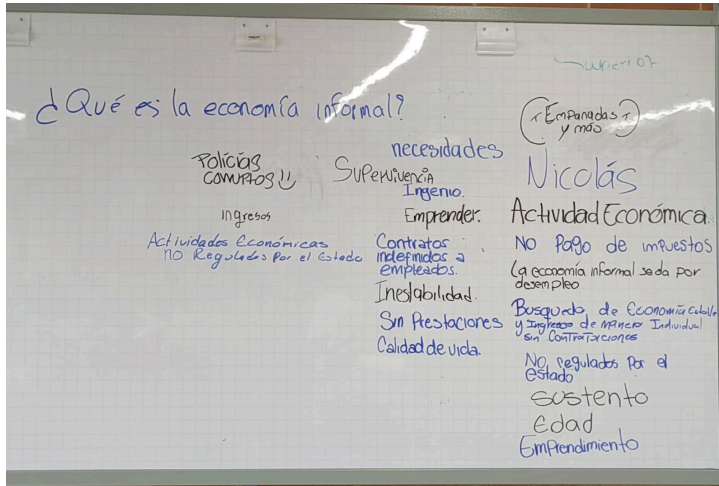 ¿Qué es la economía informal?
Empanadas
y más
Policías
corruptos
Ingresos
Actividades Económicas
no Regulados Por el Estado
necesidades
Supervivencia
Ingenio.
Emprender.
Contratos
indefinidos a
empleados.
Inestabilidad.
Sin Prestaciones
Calidad de vida.
Nicolás
Actividad Económica.
No Pago de impuestos
La economía informal se da por
desempleo
de Economía
y Ingresos de manera Individual
sin
No regulados por el
estado
sustento
Edad
Emprendimiento